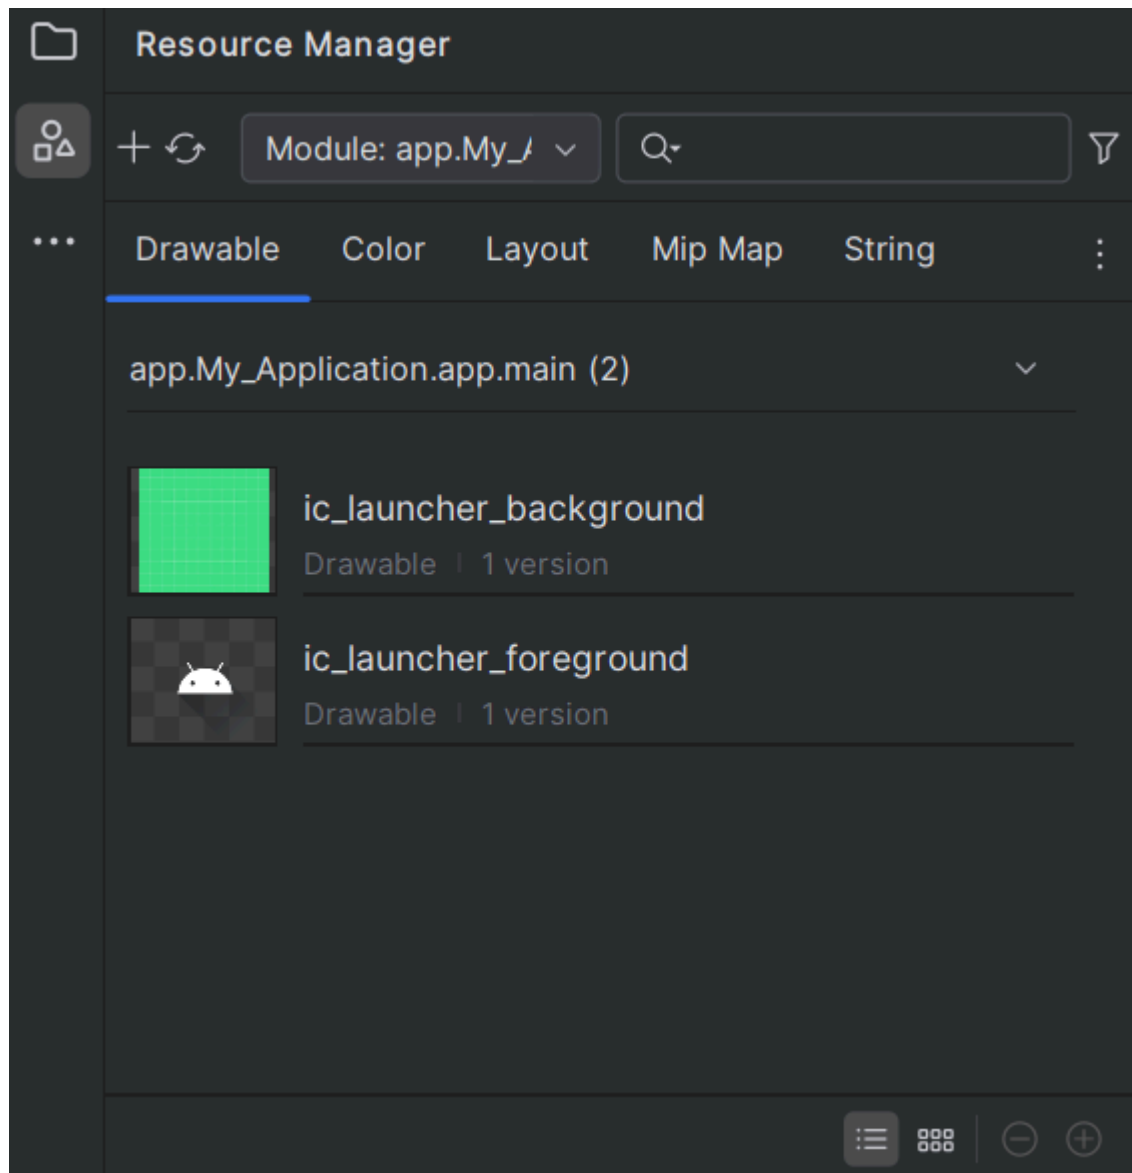 Resource Manager
Module: app.My_
Drawable Color Layout Mip Map String
app.My_Application.app.main (2)
ic_launcher_background
Drawable | 1 version
ic_launcher_foreground
Drawable | 1 version